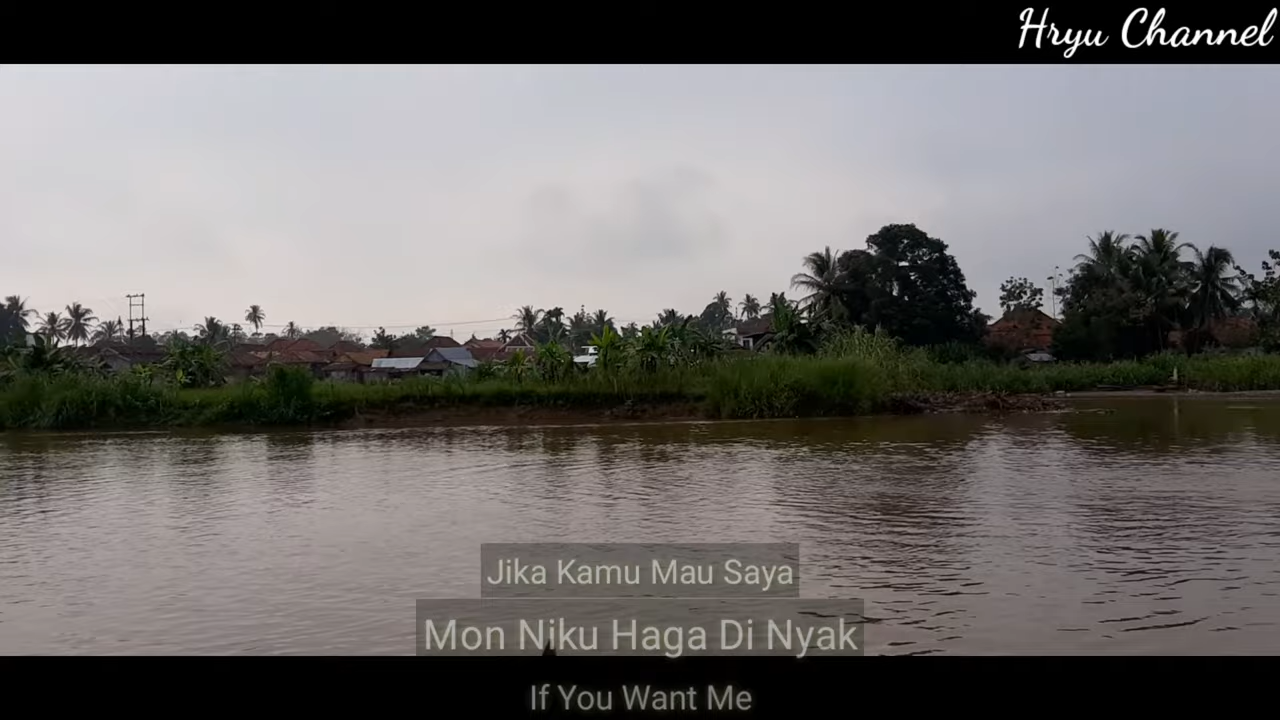 Hryu Channel
Jika Kamu Mau Saya
Mon Niku Haga Di Nyak
If You Want Me